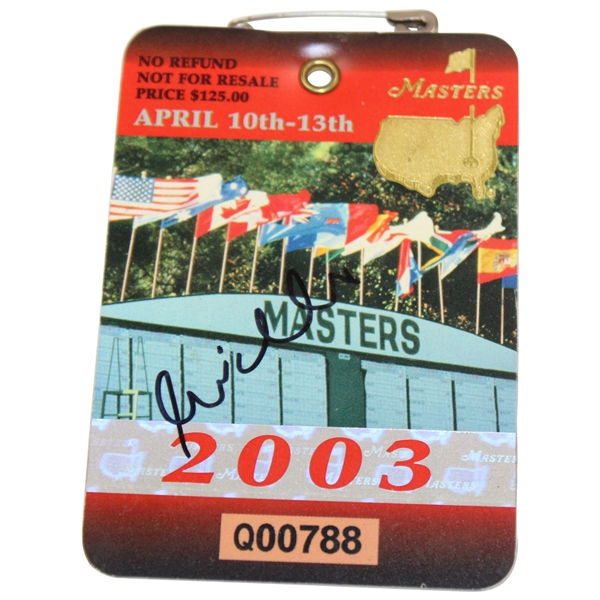 NO REFUND
NOT FOR RESALE
PRICE $125.00
MASTERS
APRIL 10th-13th
MASTERS
2003
Q00788